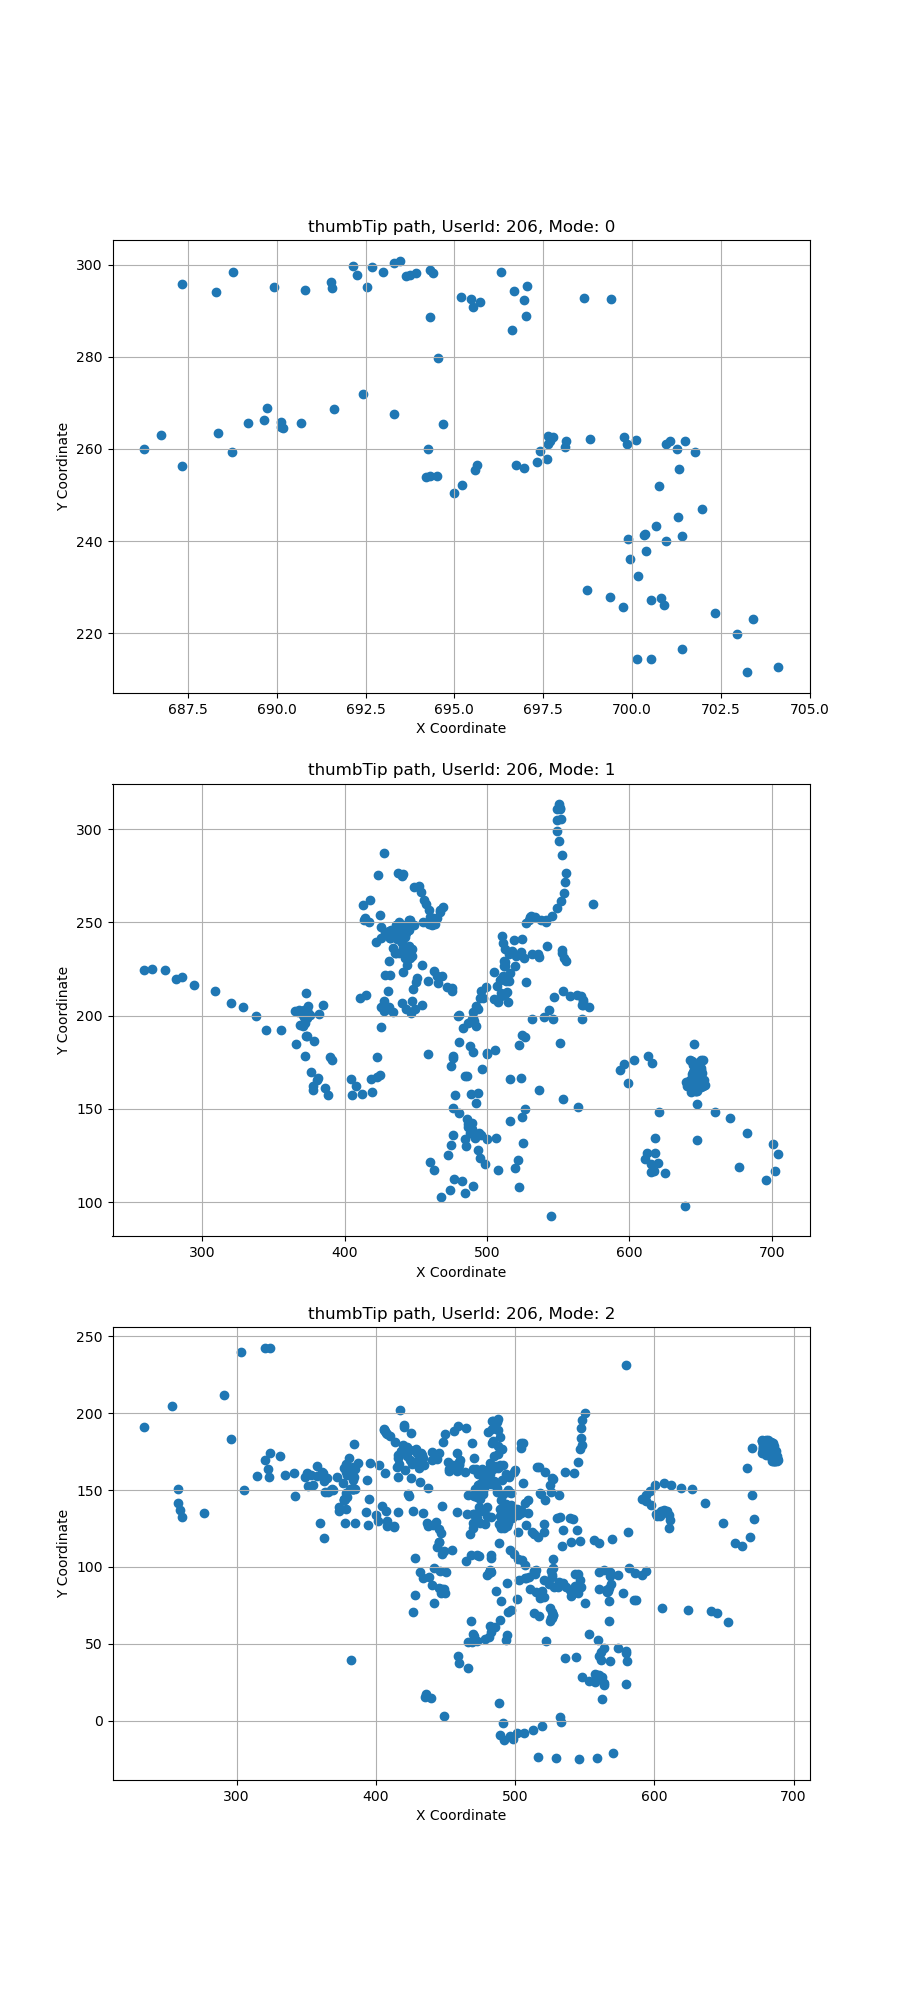 thumbTip path, UserId: 206, Mode: 0
300
280
260
240
220
Y Coordinate
687.5 690.0 692.5 695.0 697.5 700.0 702.5 705.0
X Coordinate
thumbTip path, UserId: 206, Mode: 1
300
250
200
150
100
Y Coordinate
300 400 500 600 700
X Coordinate
thumbTip path, UserId: 206, Mode: 2
250
200
150
100
50
0
Y Coordinate
300 400 500 600 700
X Coordinate